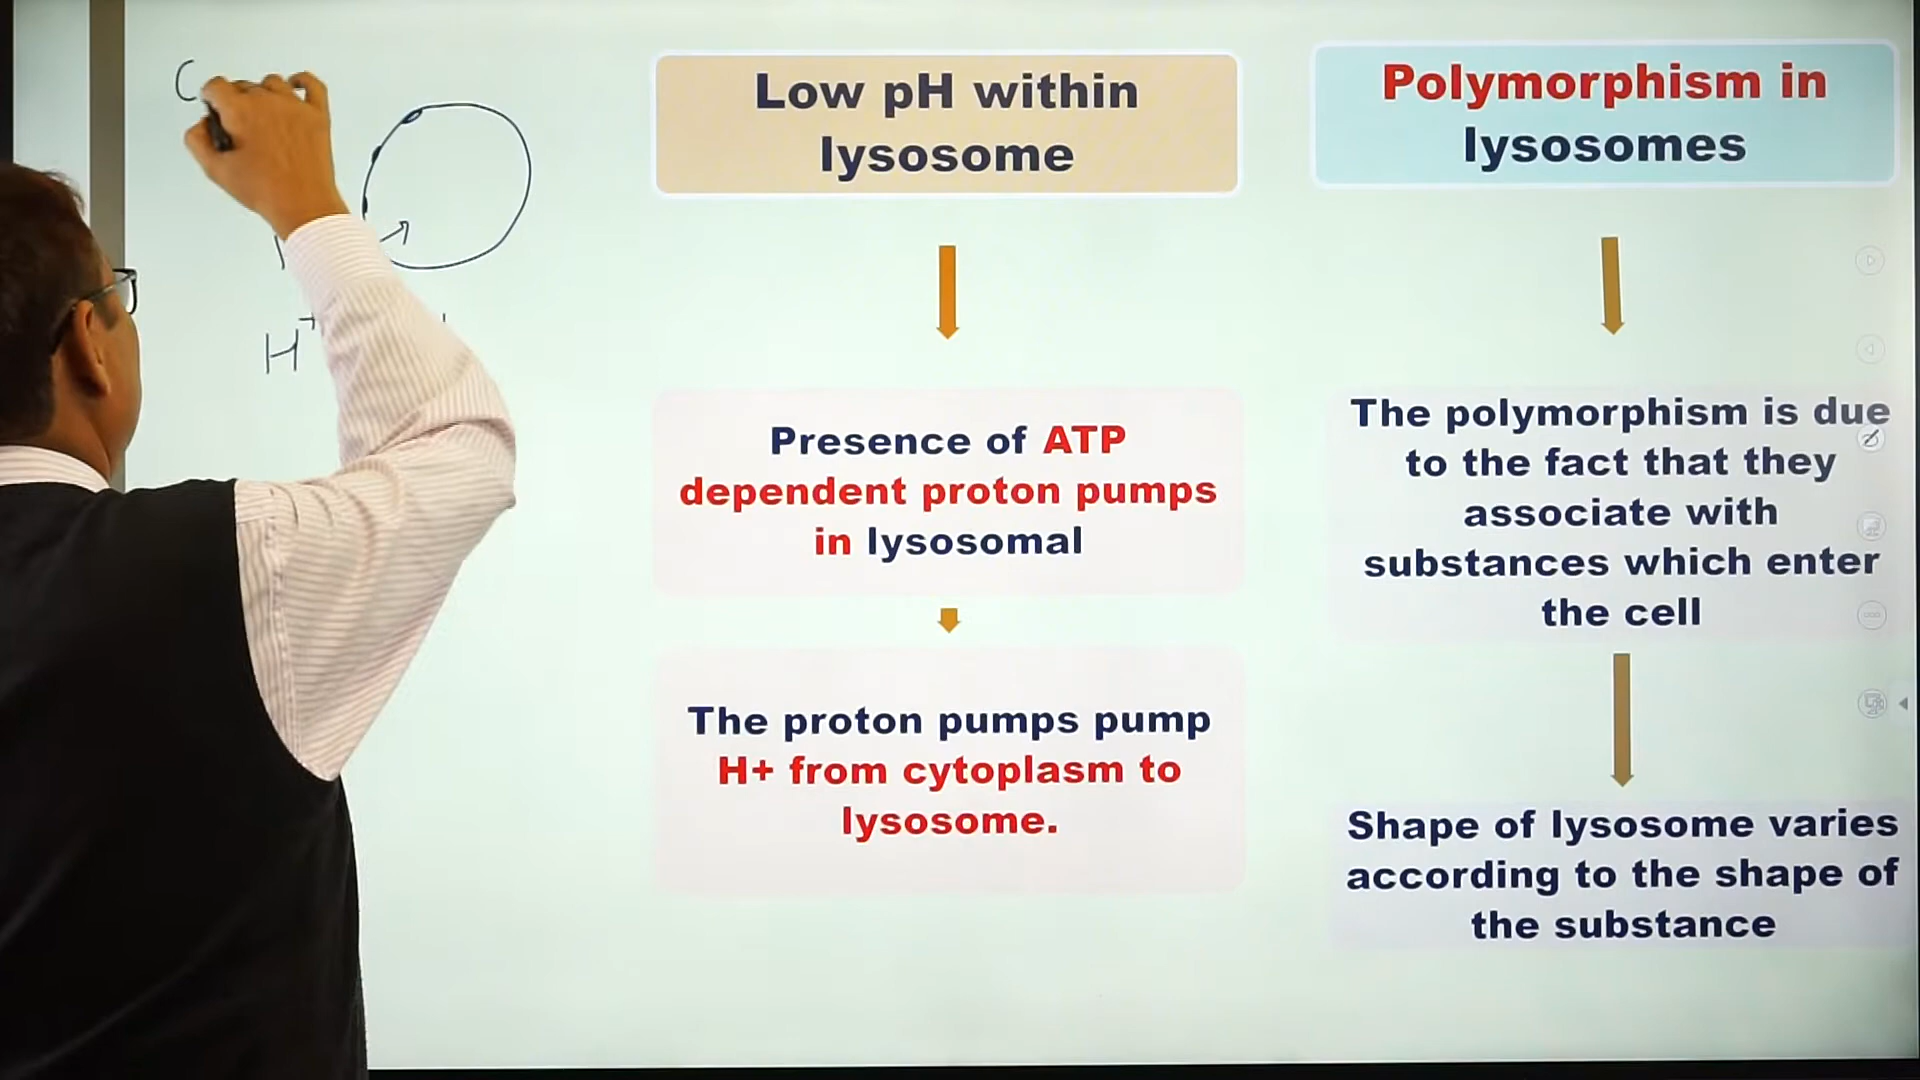 C
H+
Low pH within
lysosome
Presence of ATP
dependent proton pumps
in lysosomal
The proton pumps pump
H+ from cytoplasm to
lysosome.
Polymorphism in
lysosomes
The polymorphism is due
to the fact that they
associate with
substances which enter
the cell
Shape of lysosome varies
according to the shape of
the substance